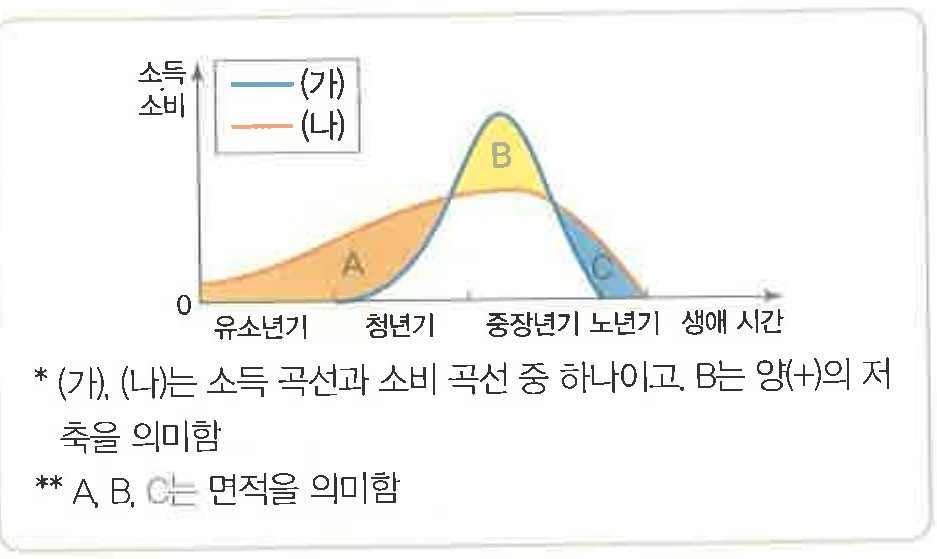 소득
소비
(가)
(나)
B
A
C
0
유소년기 청년기 중장년기 노년기 생애 시간
* (가), (나)는 소득 곡선과 소비 곡선 중 하나이고, B는 양(+)의 저
축을 의미함
** A, B, C는 면적을 의미함